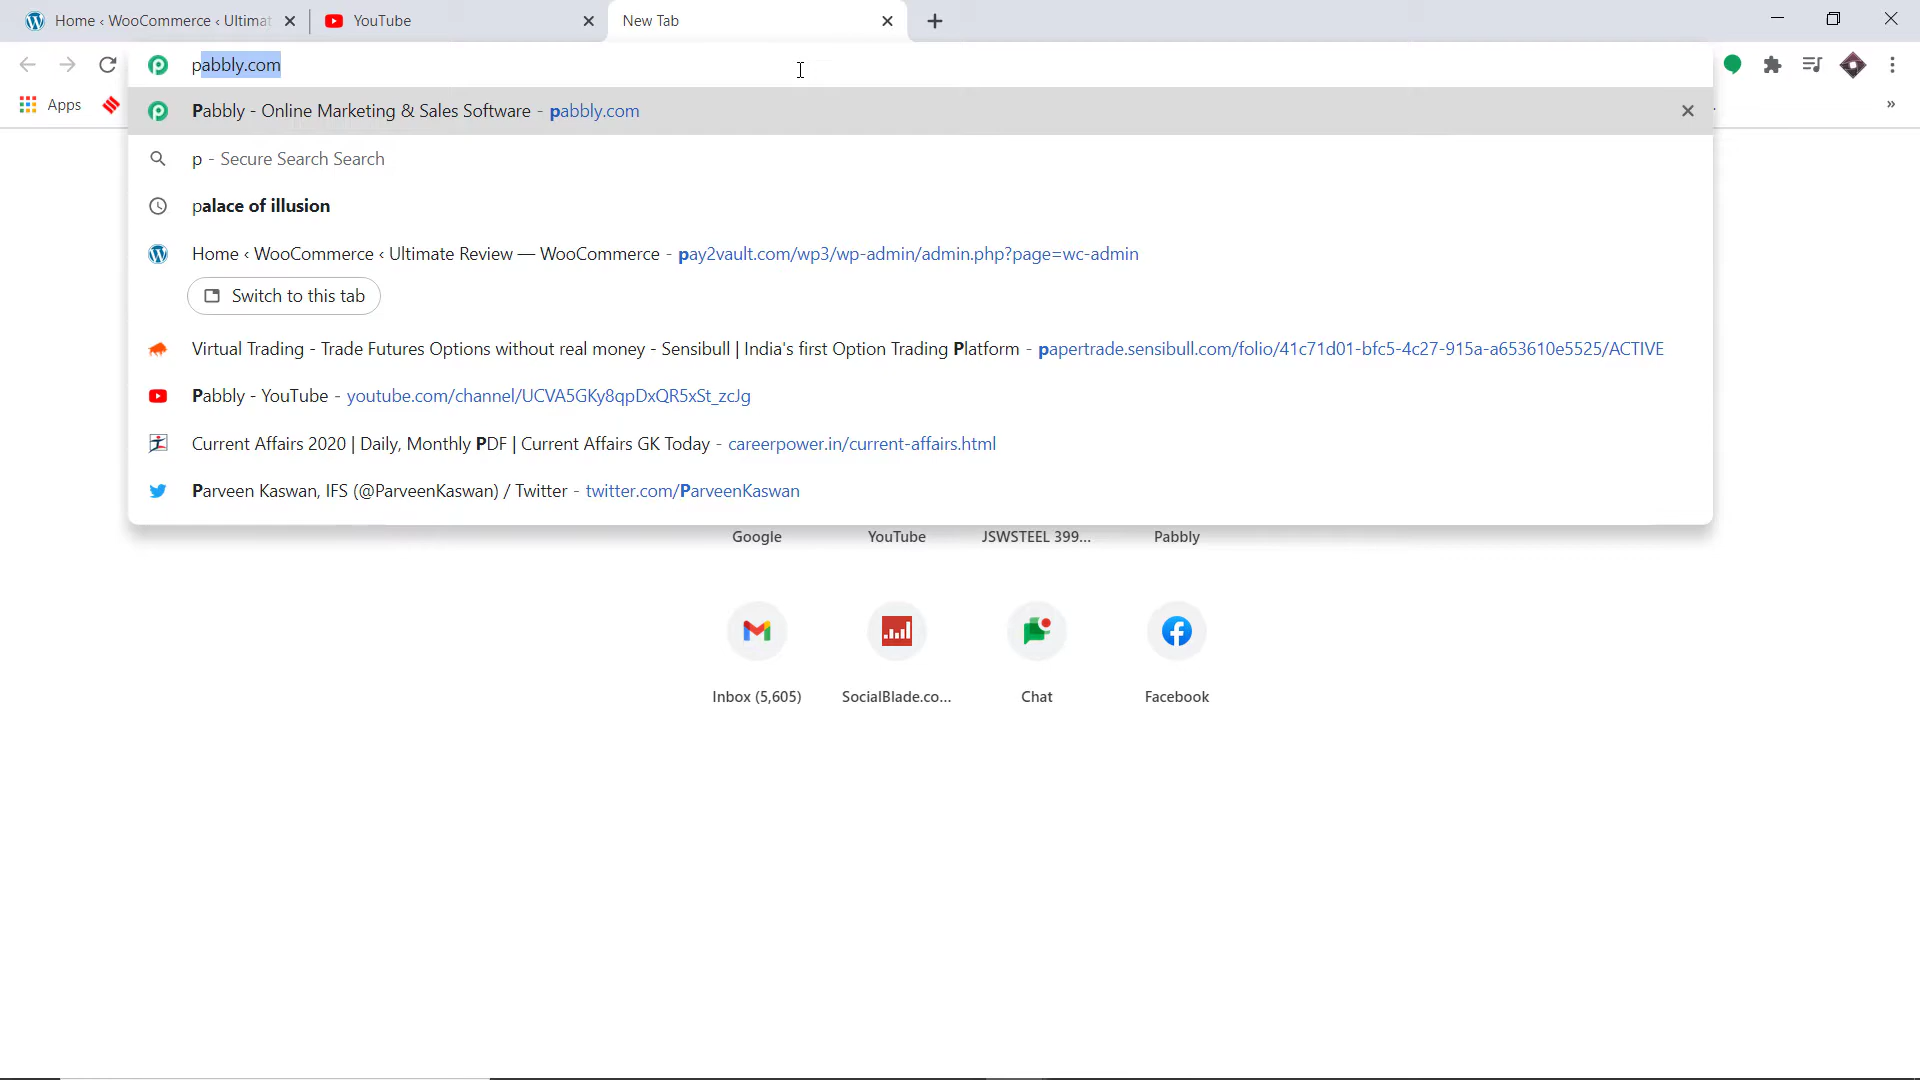 Home ‹ WooCommerce ‹ Ultimat
YouTube
New Tab
pabbly.com
Apps
Pabbly - Online Marketing & Sales Software - pabbly.com
p - Secure Search Search
palace of illusion
Home ‹ WooCommerce ‹ Ultimate Review — WooCommerce - pay2vault.com/wp3/wp-admin/admin.php?page=wc-admin
Switch to this tab
Virtual Trading - Trade Futures Options without real money - Sensibull | India's first Option Trading Platform - papertrade.sensibull.com/folio/41c71d01-bfc5-4c27-915a-a653610e5525/ACTIVE
Pabbly - YouTube - youtube.com/channel/UCVA5GKy8qpDxQR5xSt_zcJg
Current Affairs 2020 | Daily, Monthly PDF | Current Affairs GK Today - careerpower.in/current-affairs.html
Parveen Kaswan, IFS (@ParveenKaswan) / Twitter - twitter.com/ParveenKaswan
Google YouTube JSWSTEEL 399... Pabbly
Inbox (5,605) SocialBlade.co... Chat Facebook